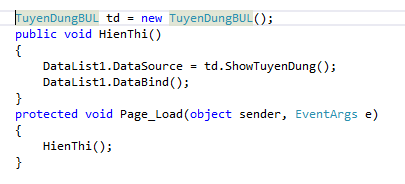 TuyenDungBUL td = new TuyenDungBUL();
public void HienThi()
{
    DataList1.DataSource = td.ShowTuyenDung();
    DataList1.DataBind();
}
protected void Page_Load(object sender, EventArgs e)
{
    HienThi();
}